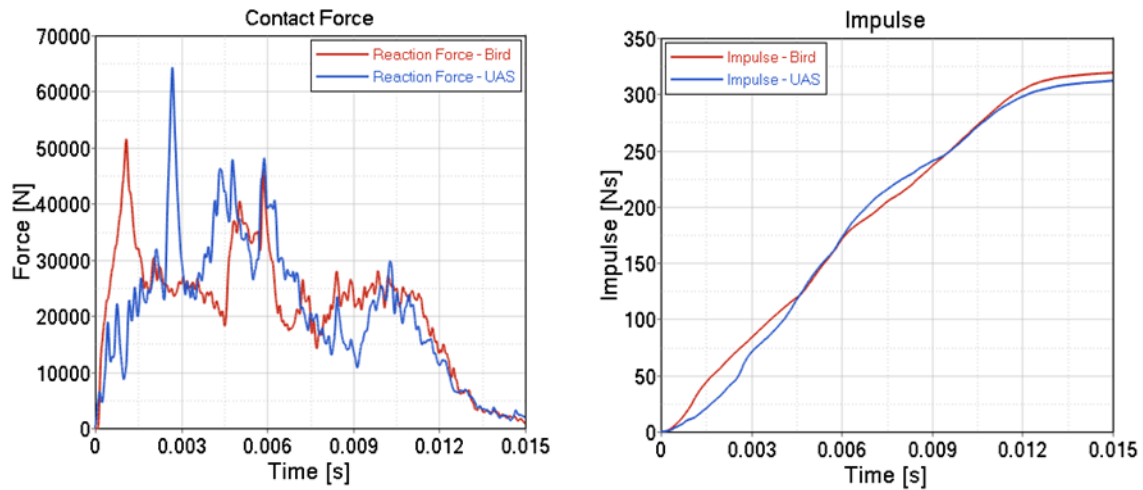 Contact Force
70000
60000
50000
40000
30000
20000
10000
0
Force [N]
Reaction Force - Bird
Reaction Force - UAS
0 0.003 0.006 0.009 0.012 0.015
Time [s]
Impulse
350
300
250
200
150
100
50
0
Impulse [Ns]
Impulse - Bird
Impulse - UAS
0 0.003 0.006 0.009 0.012 0.015
Time [s]